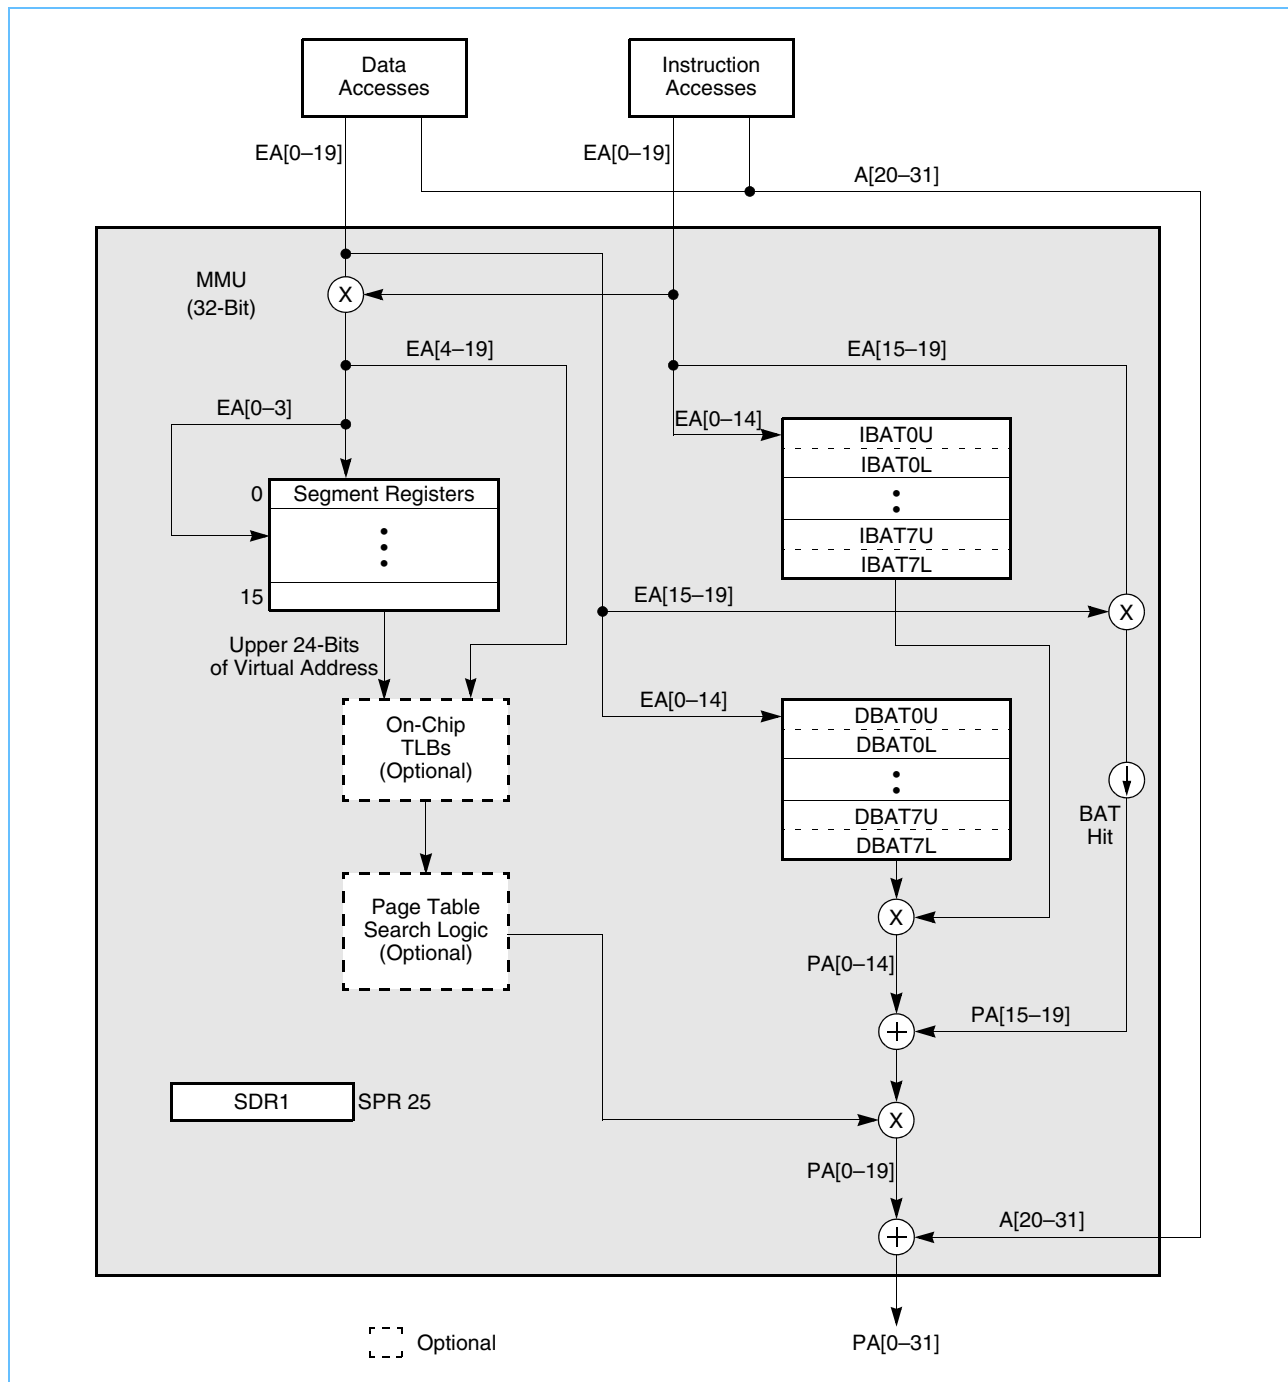 Data
Accesses
Instruction
Accesses
EA[0–19]
EA[0–19]
A[20–31]
MMU
(32-Bit)
X
EA[4–19]
EA[15–19]
EA[0–3]
EA[0–14]
IBAT0U
IBAT0L
IBAT7U
IBAT7L
0
Segment Registers
15
EA[15–19]
X
Upper 24-Bits
of Virtual Address
EA[0–14]
On-Chip
TLBs
(Optional)
DBAT0U
DBAT0L
DBAT7U
DBAT7L
BAT
Hit
Page Table
Search Logic
(Optional)
X
PA[0–14]
PA[15–19]
+
SDR1
SPR 25
X
PA[0–19]
A[20–31]
+
Optional
PA[0–31]